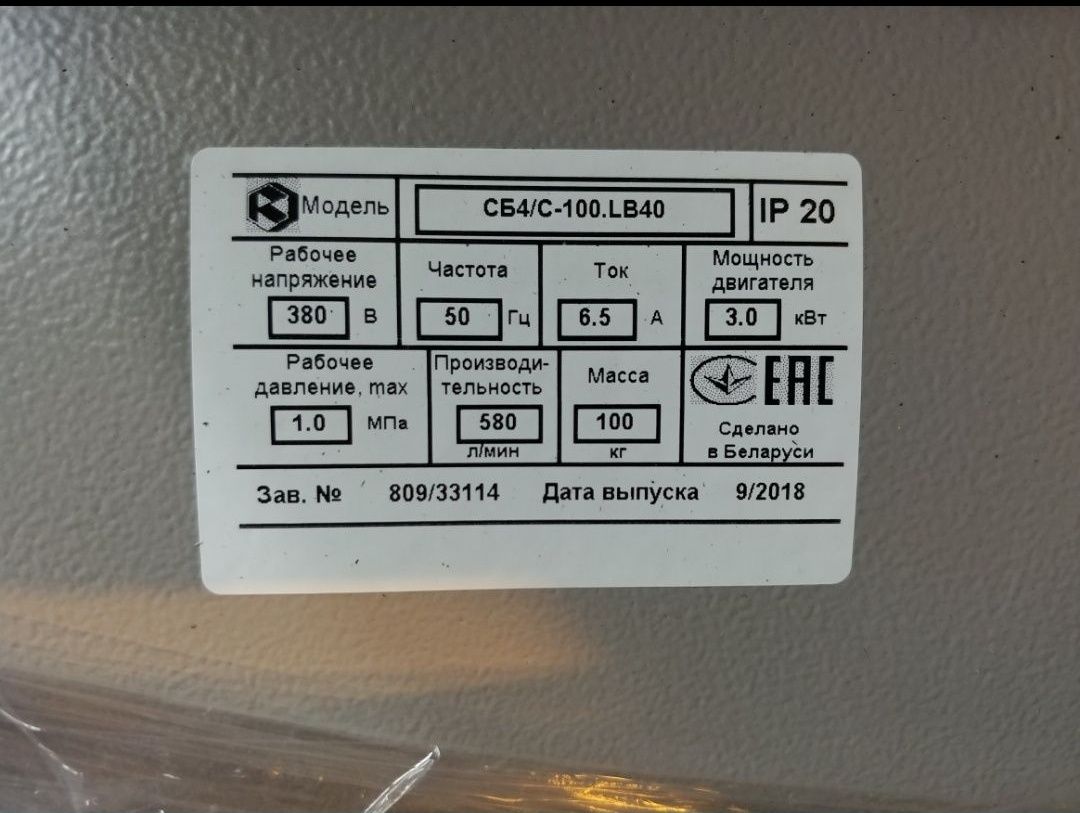 Модель
СБ4/С-100.LB40
IP 20
Рабочее
напряжение
380 В
Частота
50 Гц
Ток
6.5 А
Мощность
двигателя
3.0 кВт
Рабочее
давление, max
1.0 МПа
Производи-
тельность
580
л/мин
Масса
100
кг
ЕАС
Сделано
в Беларуси
Зав. № 809/33114 Дата выпуска 9/2018